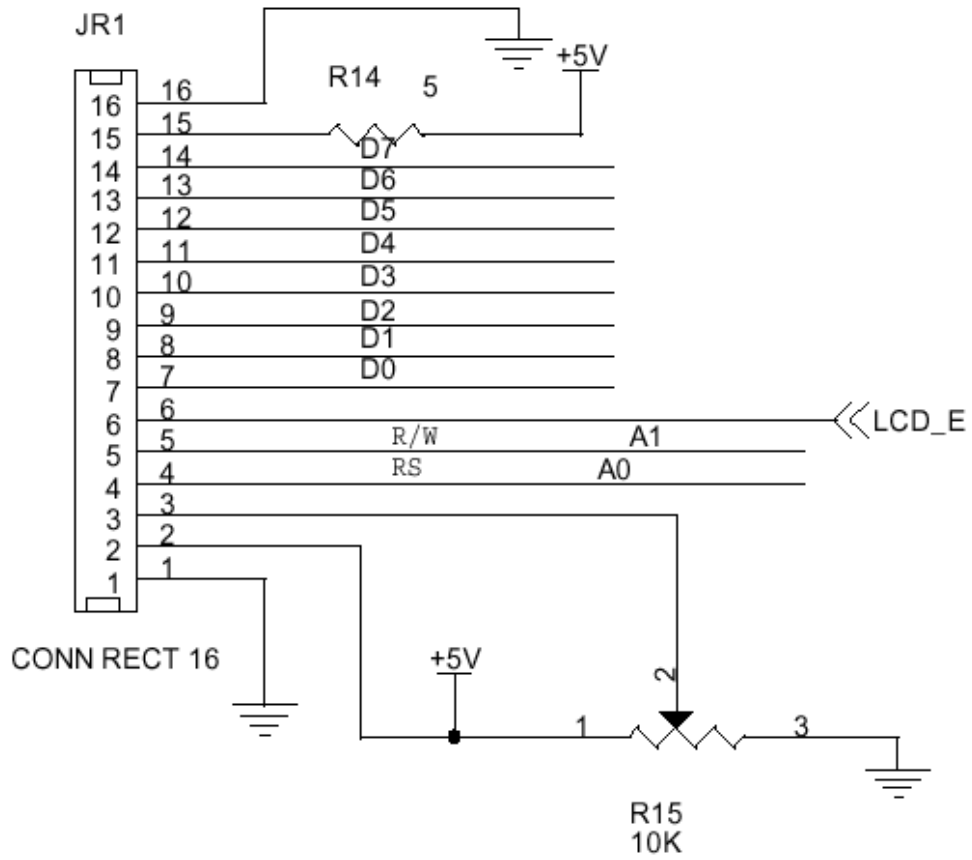 JR1
+5V
R14 5
16 16
15 15
D7
14 14
D6
13 13
D5
12 12
D4
11 11
D3
10 10
D2
9 9
D1
8 8
D0
7 7
6 6
LCD_E
5 5 R/W A1
4 4 RS A0
3 3
2 2
1 1
CONN RECT 16
+5V
2
1 3
R15
10K